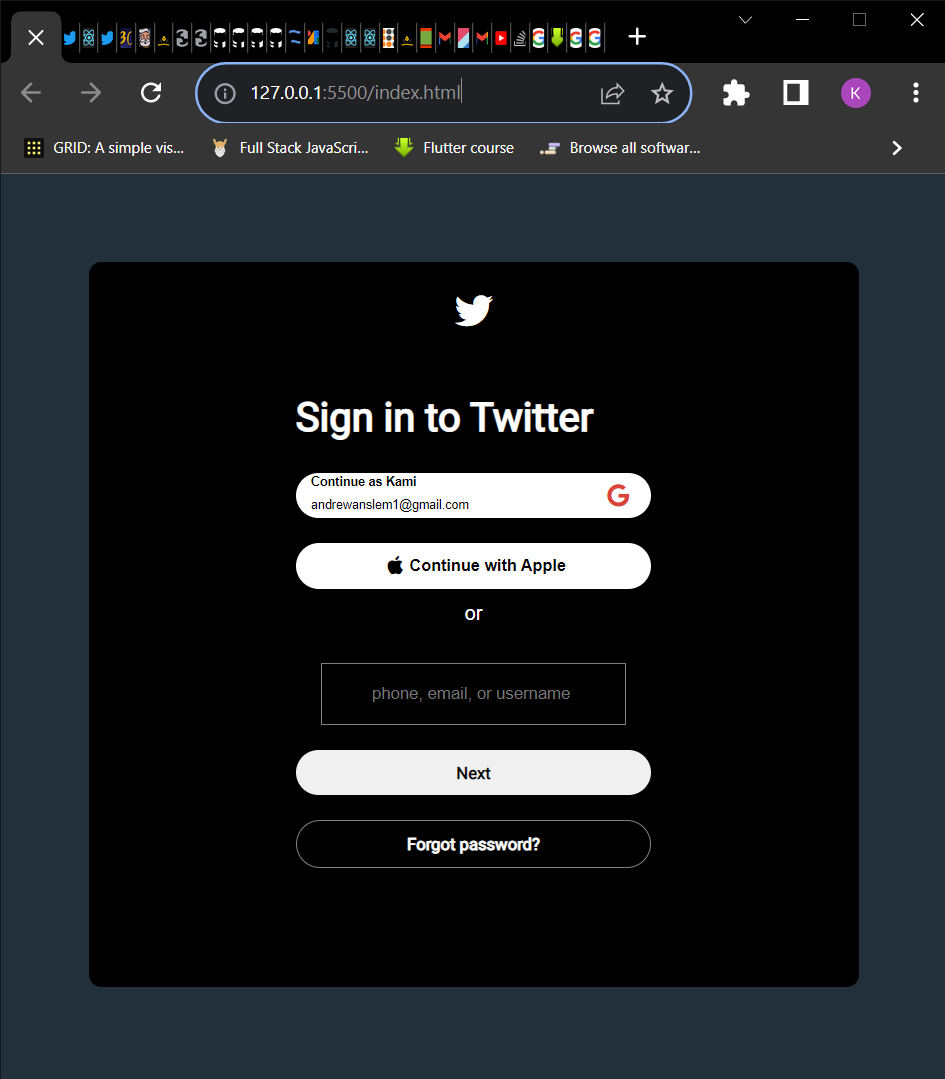 127.0.0.1:5500/index.html
K
GRID: A simple vis...
Full Stack JavaScri...
Flutter course
Browse all softwar...
Sign in to Twitter
Continue as Kami
andrewanslem1@gmail.com
G
Continue with Apple
or
phone, email, or username
Next
Forgot password?